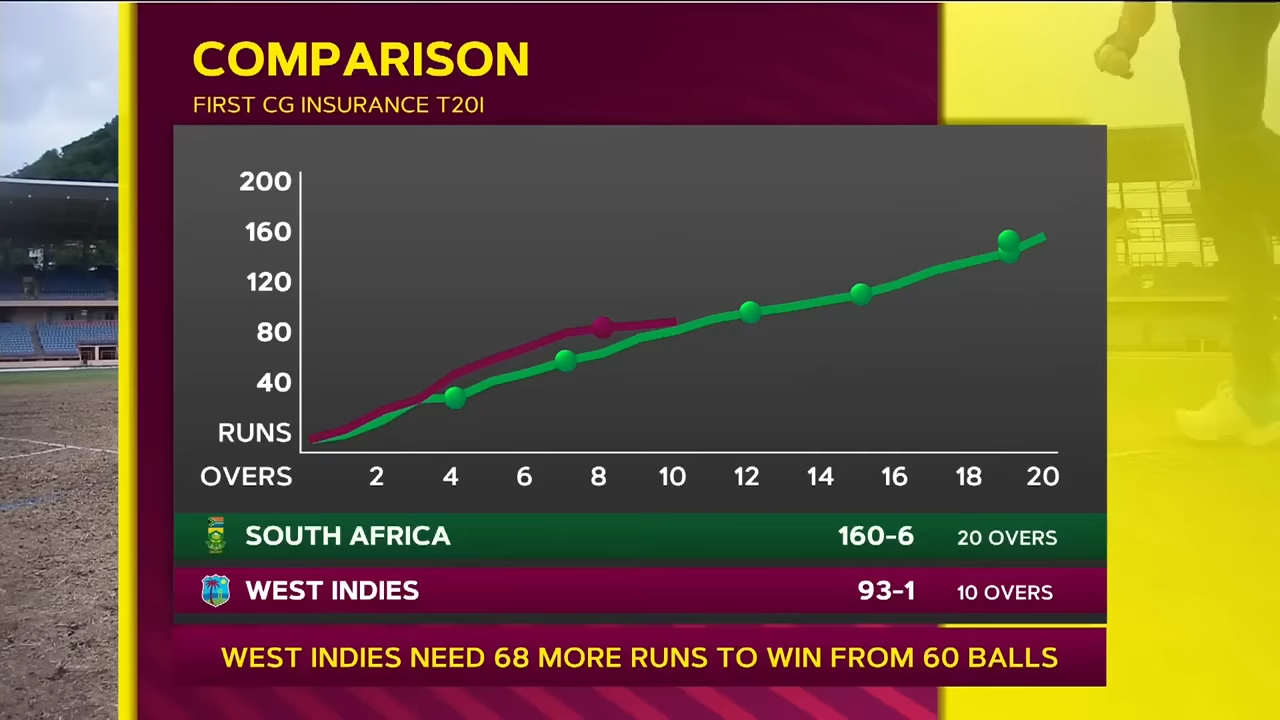 COMPARISON
FIRST CG INSURANCE T20I
200
160
120
80
40
RUNS
OVERS 2 4 6 8 10 12 14 16 18 20
SOUTH AFRICA 160-6 20 OVERS
WEST INDIES 93-1 10 OVERS
WEST INDIES NEED 68 MORE RUNS TO WIN FROM 60 BALLS